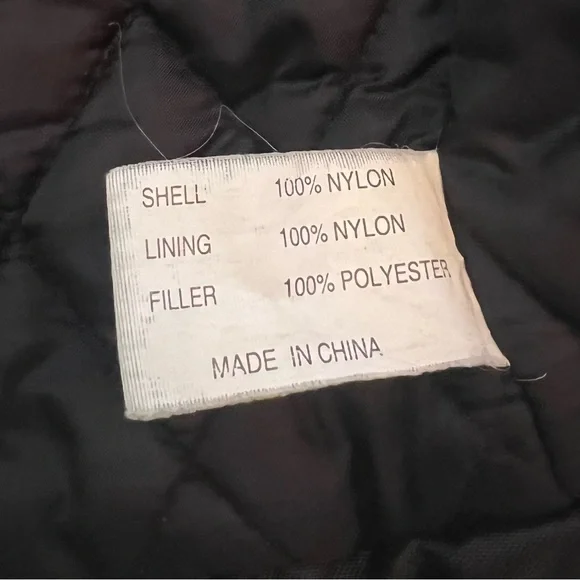 SHELL 100% NYLON
LINING 100% NYLON
FILLER 100% POLYESTER
MADE IN CHINA